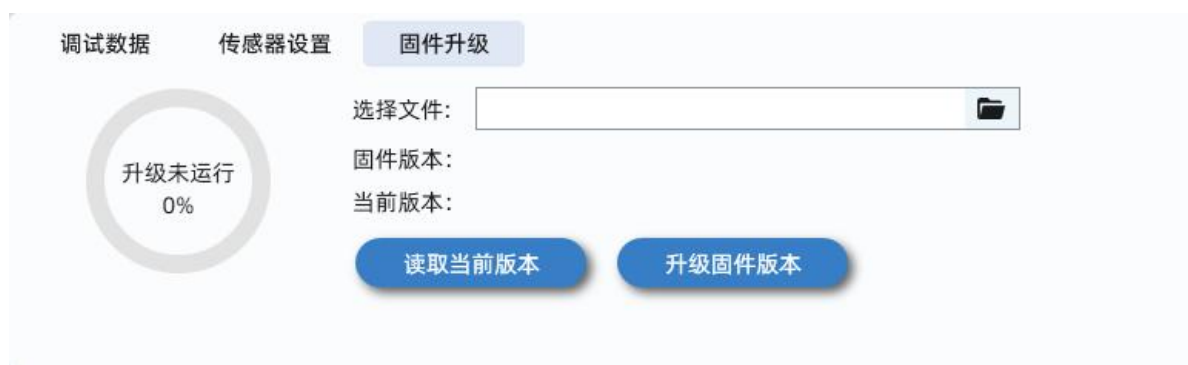 调试数据 传感器设置 固件升级
选择文件:
升级未运行
0%
固件版本:
当前版本:
读取当前版本 升级固件版本